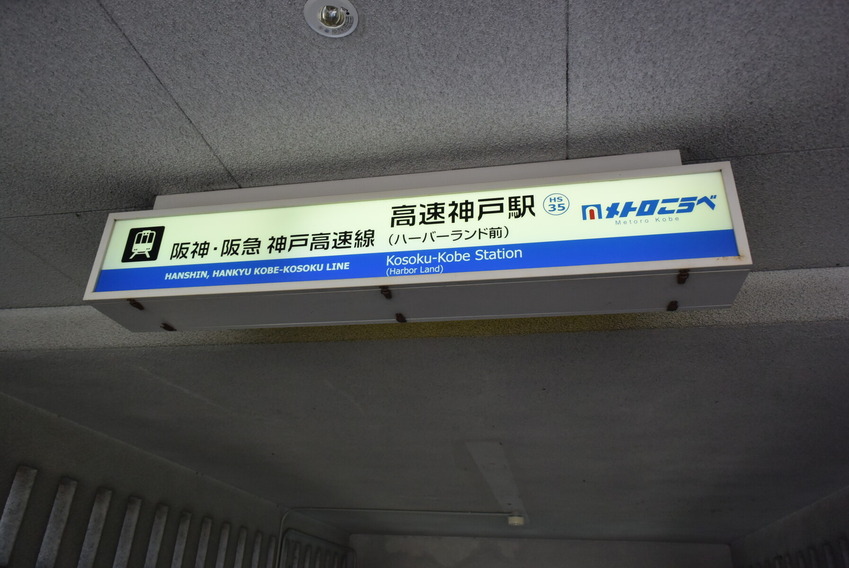 阪神・阪急 神戸高速線
HANSHIN, HANKYU KOBE-KOSOKU LINE
高速神戸駅
(ハーバーランド前)
Kosoku-Kobe Station
(Harbor Land)
HS
35
メトロこうべ
Metoro Kobe